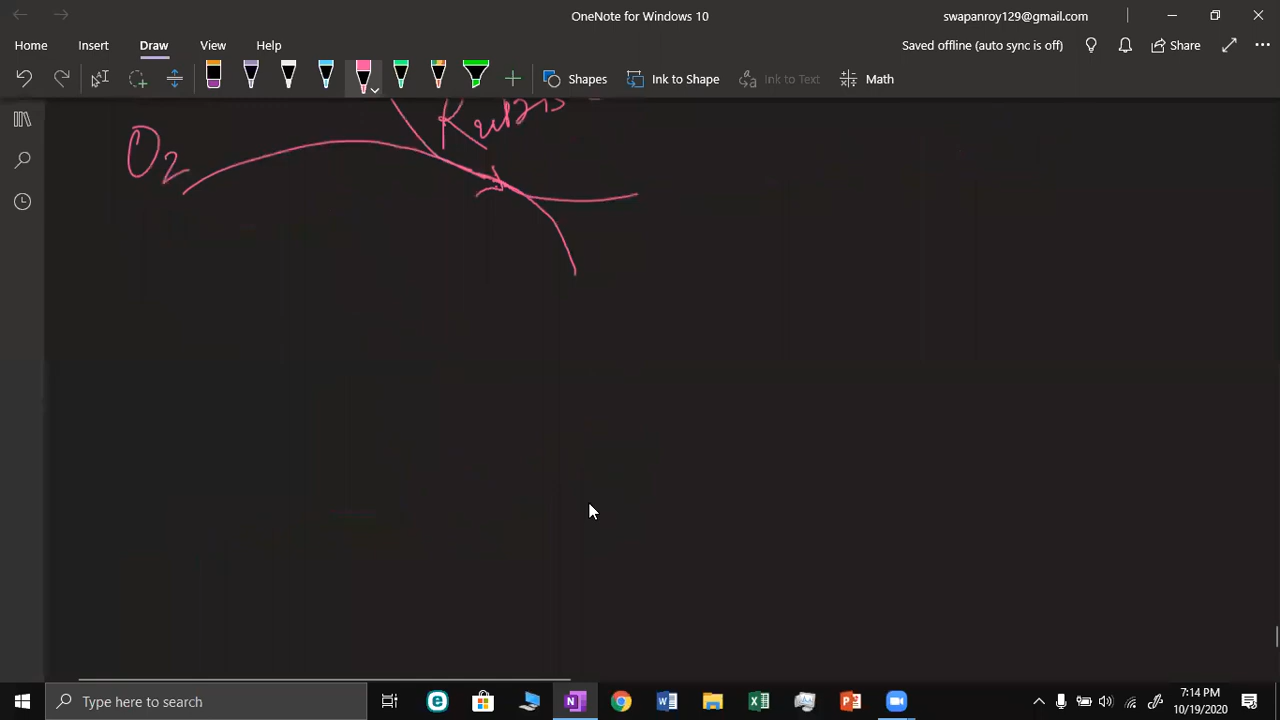 OneNote for Windows 10
swapanroy129@gmail.com
Home Insert Draw View Help
Saved offline (auto sync is off)
Share
Shapes
Ink to Shape
Ink to Text
Math
O2
Type here to search
7:14 PM
10/19/2020